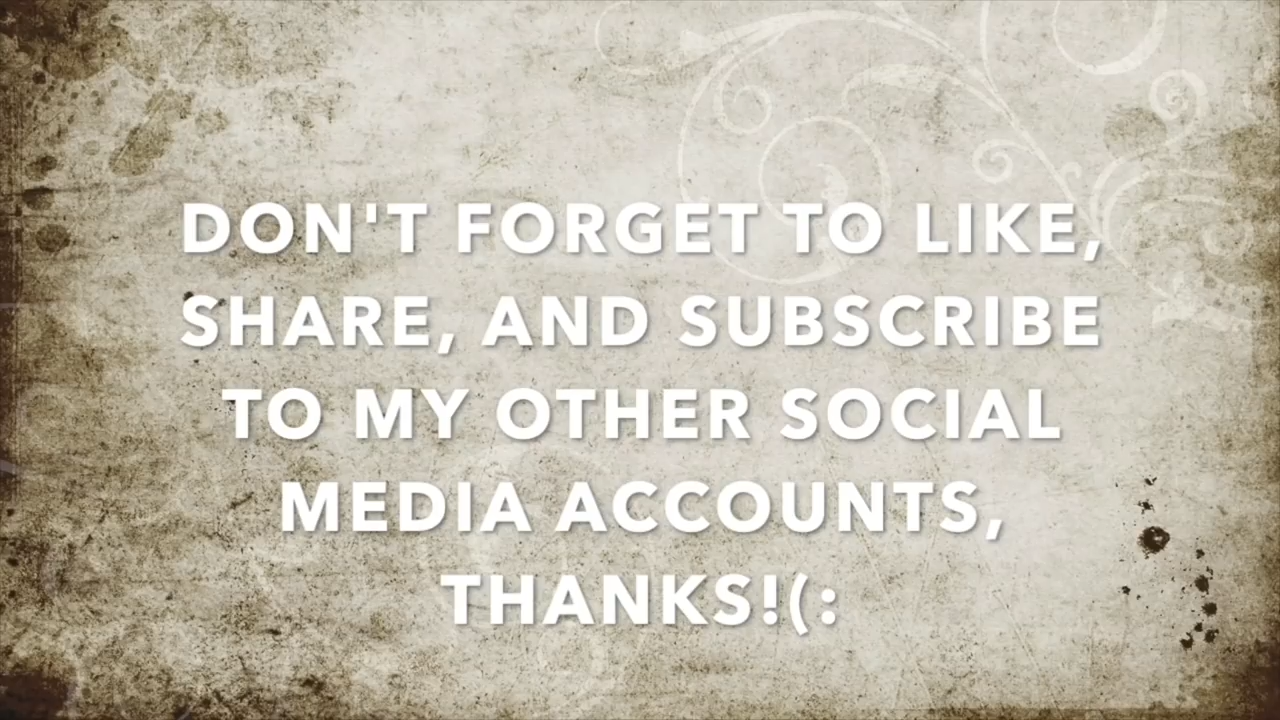 DON'T FORGET TO LIKE,
SHARE, AND SUBSCRIBE
TO MY OTHER SOCIAL
MEDIA ACCOUNTS,
THANKS!(: